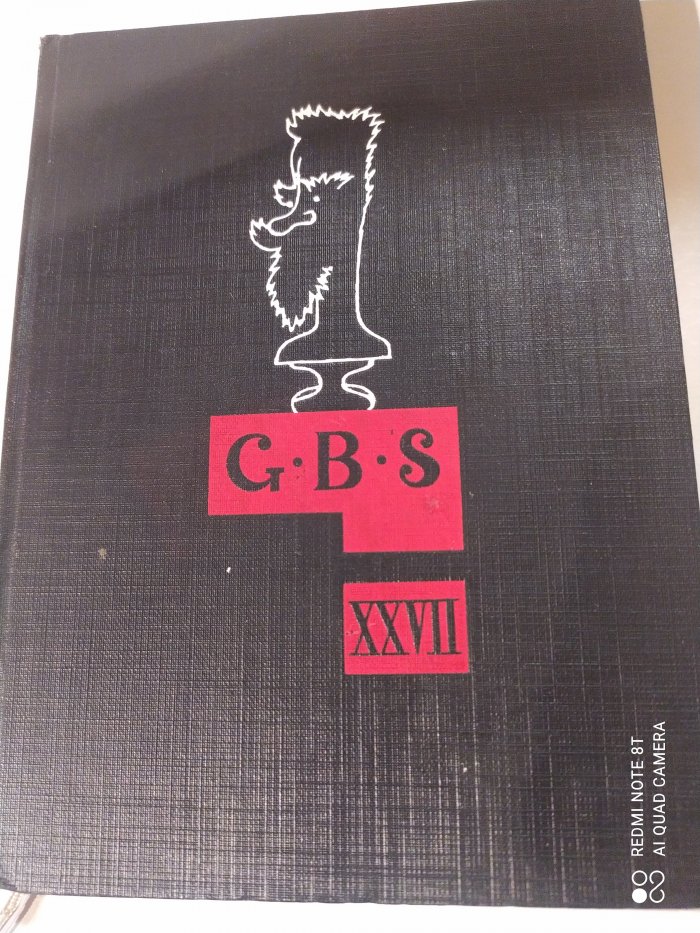 G·B·S
XXVII
REDMI NOTE 8T
AI QUAD CAMERA